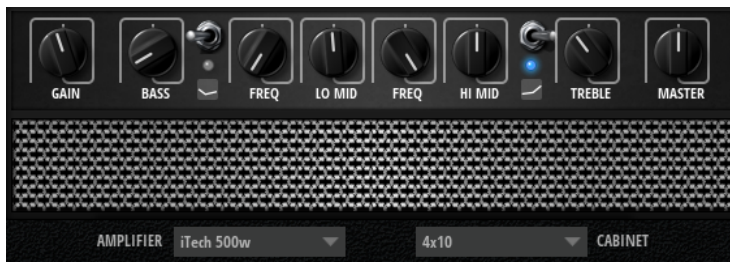 GAIN BASS FREQ LO MID FREQ HI MID TREBLE MASTER
AMPLIFIER iTech 500w 4x10 CABINET